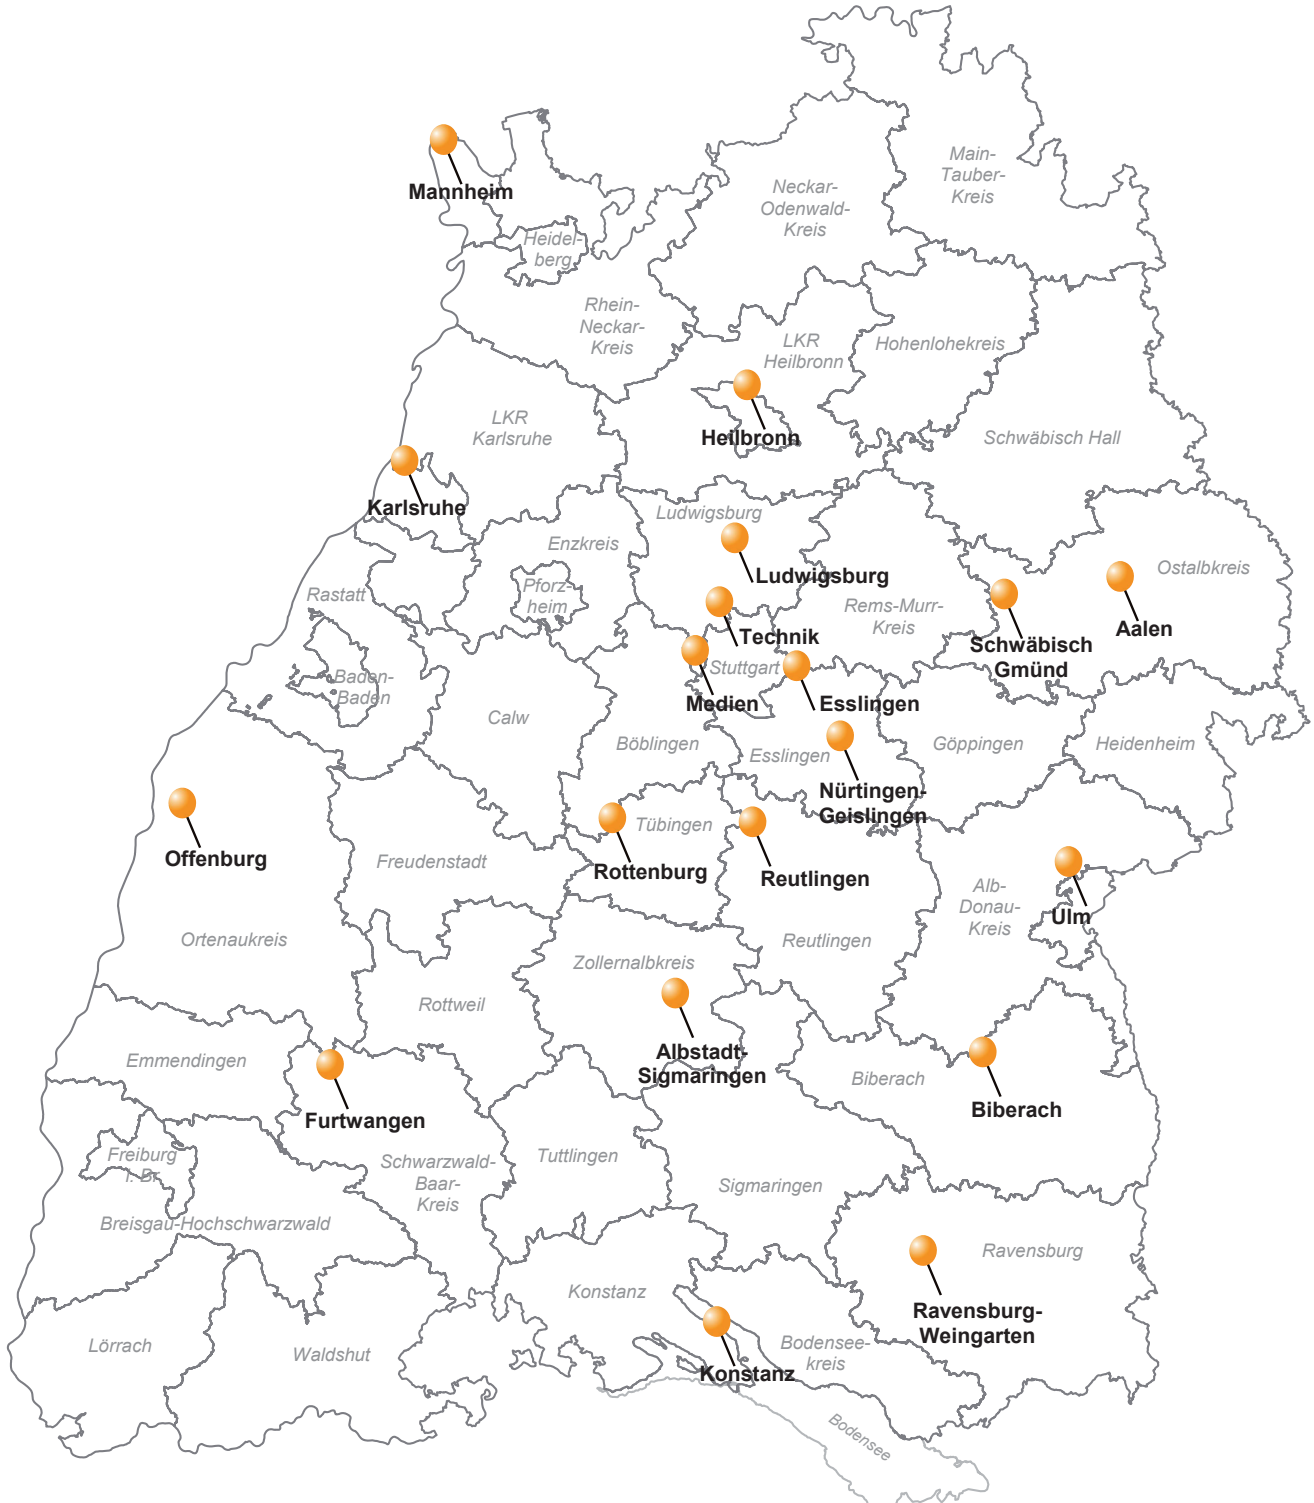 Main-
Tauber-
Kreis
Neckar-
Odenwald-
Kreis
Mannheim
Heidel-
berg
Rhein-
Neckar-
Kreis
LKR
Heilbronn
Hohenlohekreis
LKR
Karlsruhe
Heilbronn
Schwäbisch Hall
Karlsruhe
Ludwigsburg
Enzkreis
Ludwigsburg
Ostalbkreis
Pforz-
heim
Rastatt
Rems-Murr-
Kreis
Technik
Schwäbisch
Gmünd
Aalen
Stuttgart
Baden-
Baden
Medien
Esslingen
Calw
Böblingen
Esslingen
Göppingen
Heidenheim
Nürtingen-
Geislingen
Tübingen
Offenburg
Freudenstadt
Rottenburg
Reutlingen
Alb-
Donau-
Kreis
Ulm
Ortenaukreis
Reutlingen
Zollernalbkreis
Rottweil
Albstadt-
Sigmaringen
Emmendingen
Biberach
Biberach
Furtwangen
Freiburg
i. Br.
Tuttlingen
Schwarzwald-
Baar-
Kreis
Sigmaringen
Breisgau-Hochschwarzwald
Ravensburg
Konstanz
Ravensburg-
Weingarten
Lörrach
Waldshut
Bodensee-
kreis
Konstanz
Bodensee